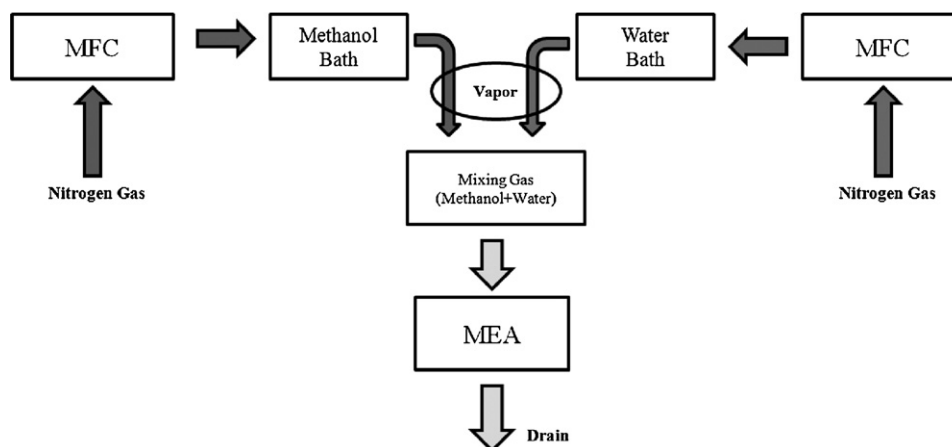 MFC
Methanol
Bath
Water
Bath
MFC
Vapor
Nitrogen Gas
Mixing Gas
(Methanol+Water)
Nitrogen Gas
MEA
Drain